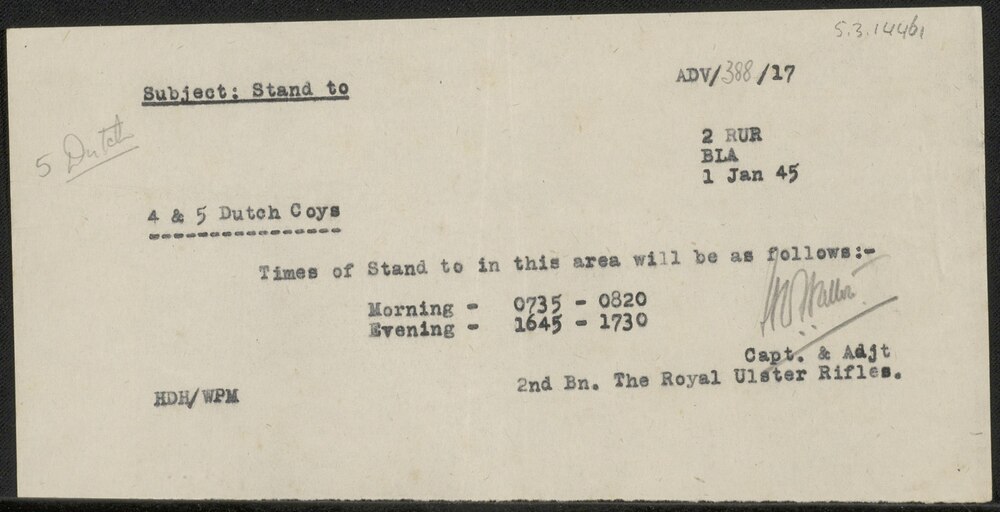 5.3.14461
Subject: Stand to
ADV/388/17
5 Dutch
2 RUR
BLA
1 Jan 45
4 & 5 Dutch Coys
Times of Stand to in this area will be as follows:-
Morning - 0735 - 0820
Evening - 1645 - 1730
Capt. & Adjt
2nd Bn. The Royal Ulster Rifles.
HDH/WPM